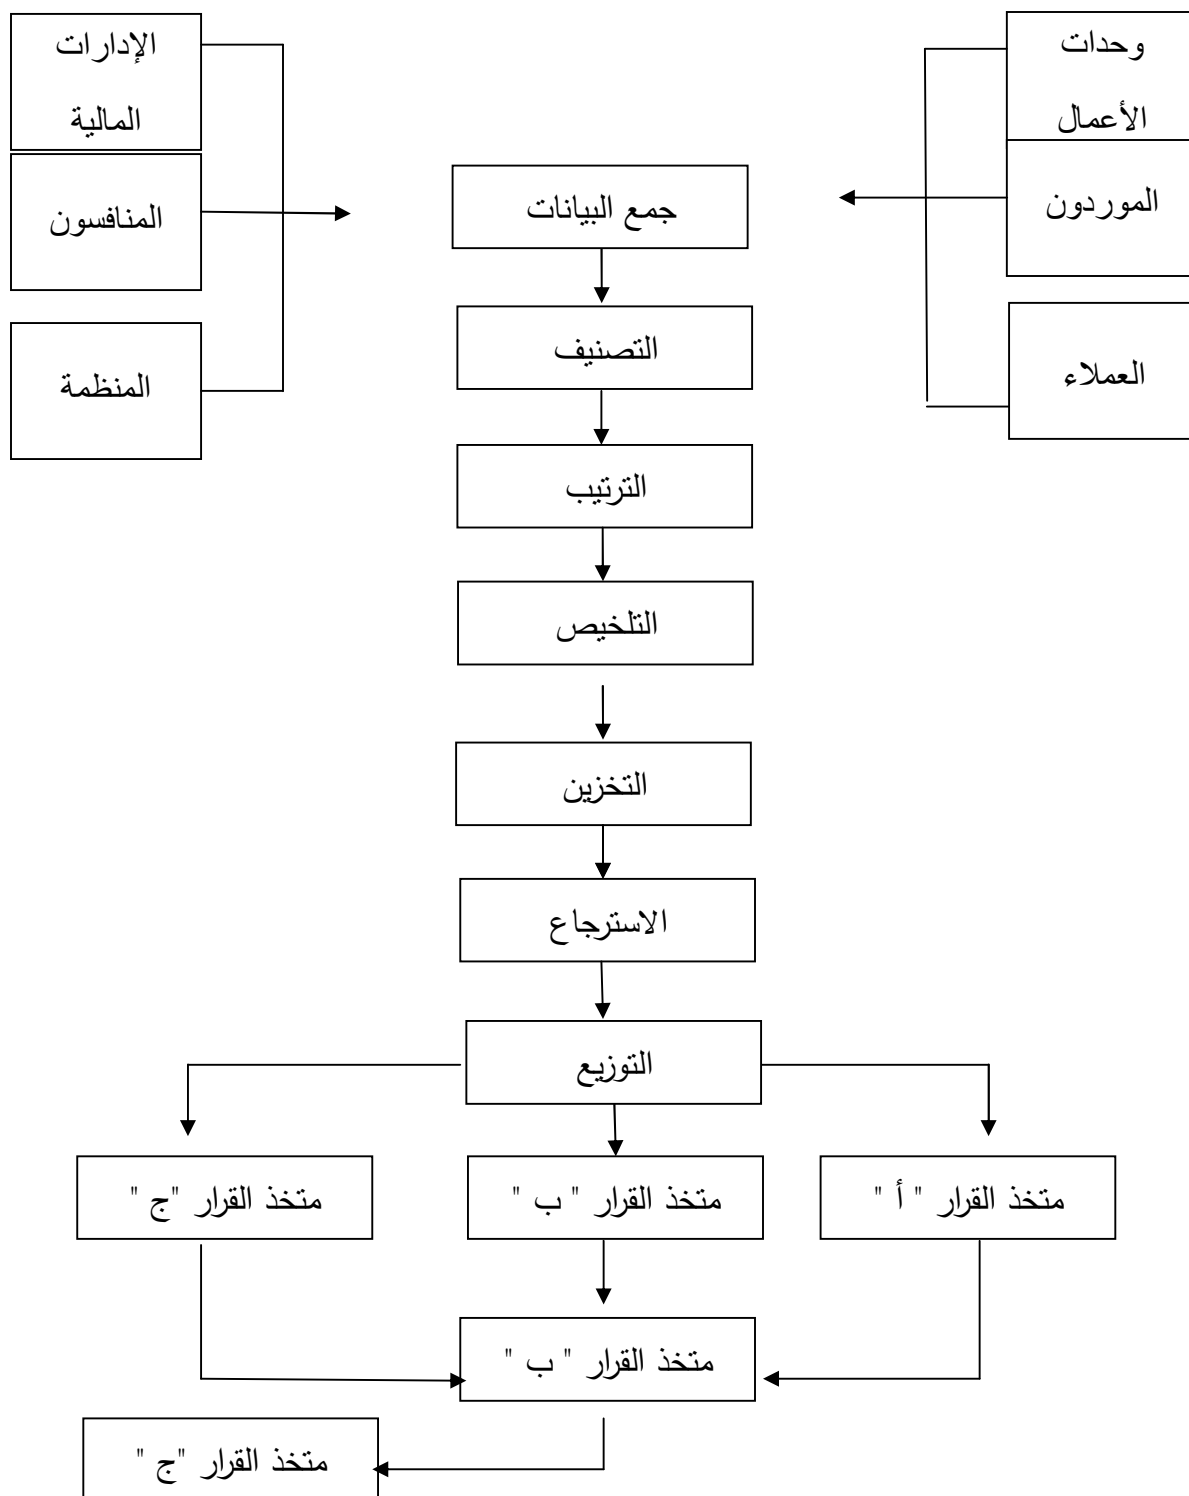 وحدات
الأعمال
الموردون
العملاء
الإدارات
المالية
المنافسون
المنظمة
جمع البيانات
التصنيف
الترتيب
التلخيص
التخزين
الاسترجاع
التوزيع
متخذ القرار " أ "
متخذ القرار " ب "
متخذ القرار "ج "
متخذ القرار " ب "
متخذ القرار "ج "